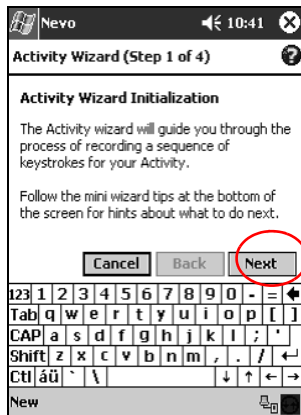 Nevo 10:41
Activity Wizard (Step 1 of 4)
Activity Wizard Initialization
The Activity wizard will guide you through the
process of recording a sequence of
keystrokes for your Activity.
Follow the mini wizard tips at the bottom of
the screen for hints about what to do next.
Cancel Back Next
123 1 2 3 4 5 6 7 8 9 0 - =
Tab q w e r t y u i o p [ ]
CAP a s d f g h j k l ; '
Shift z x c v b n m , . /
Ctl áü ` \
New